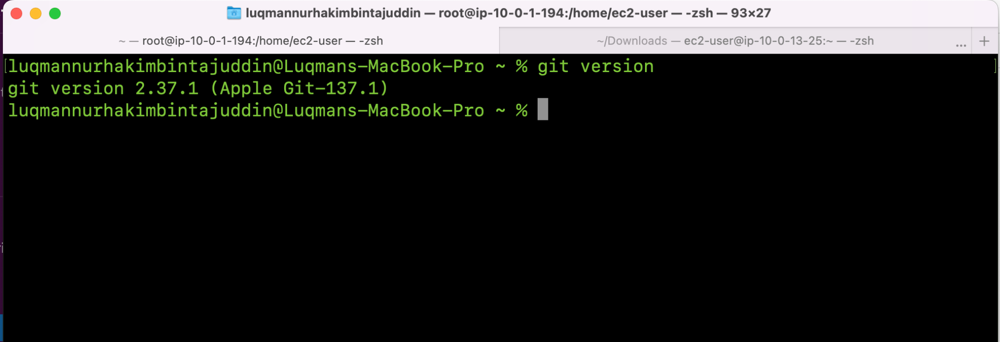 luqmannurhakimbintajuddin — root@ip-10-0-1-194:/home/ec2-user — -zsh — 93×27
~ — root@ip-10-0-1-194:/home/ec2-user — -zsh
~/Downloads — ec2-user@ip-10-0-13-25:~ — -zsh ... +
[luqmannurhakimbintajuddin@Luqmans-MacBook-Pro ~ % git version ]
git version 2.37.1 (Apple Git-137.1)
luqmannurhakimbintajuddin@Luqmans-MacBook-Pro ~ %